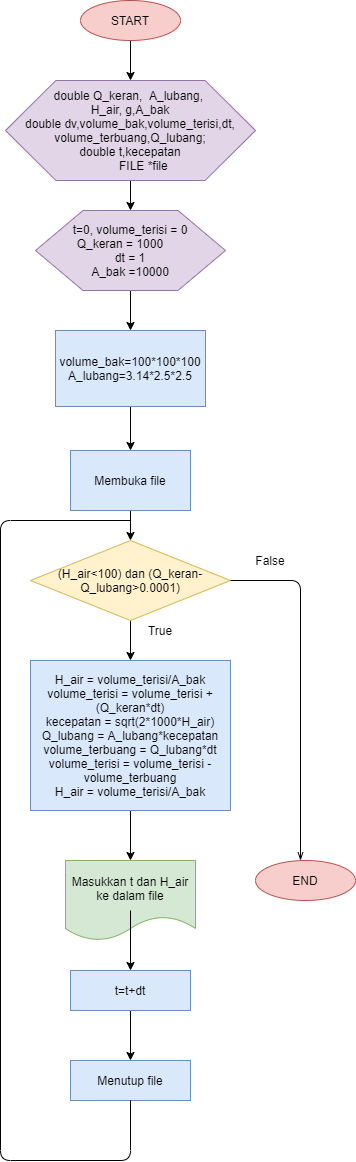 START
double Q_keran, A_lubang,
H_air, g,A_bak
double dv,volume_bak,volume_terisi,dt,
volume_terbuang,Q_lubang;
double t,kecepatan
FILE *file
t=0, volume_terisi = 0
Q_keran = 1000
dt = 1
A_bak =10000
volume_bak=100*100*100
A_lubang=3.14*2.5*2.5
Membuka file
(H_air<100) dan (Q_keran-
Q_lubang>0.0001)
False
True
H_air = volume_terisi/A_bak
volume_terisi = volume_terisi +
(Q_keran*dt)
kecepatan = sqrt(2*1000*H_air)
Q_lubang = A_lubang*kecepatan
volume_terbuang = Q_lubang*dt
volume_terisi = volume_terisi -
volume_terbuang
H_air = volume_terisi/A_bak
Masukkan t dan H_air
ke dalam file
END
t=t+dt
Menutup file